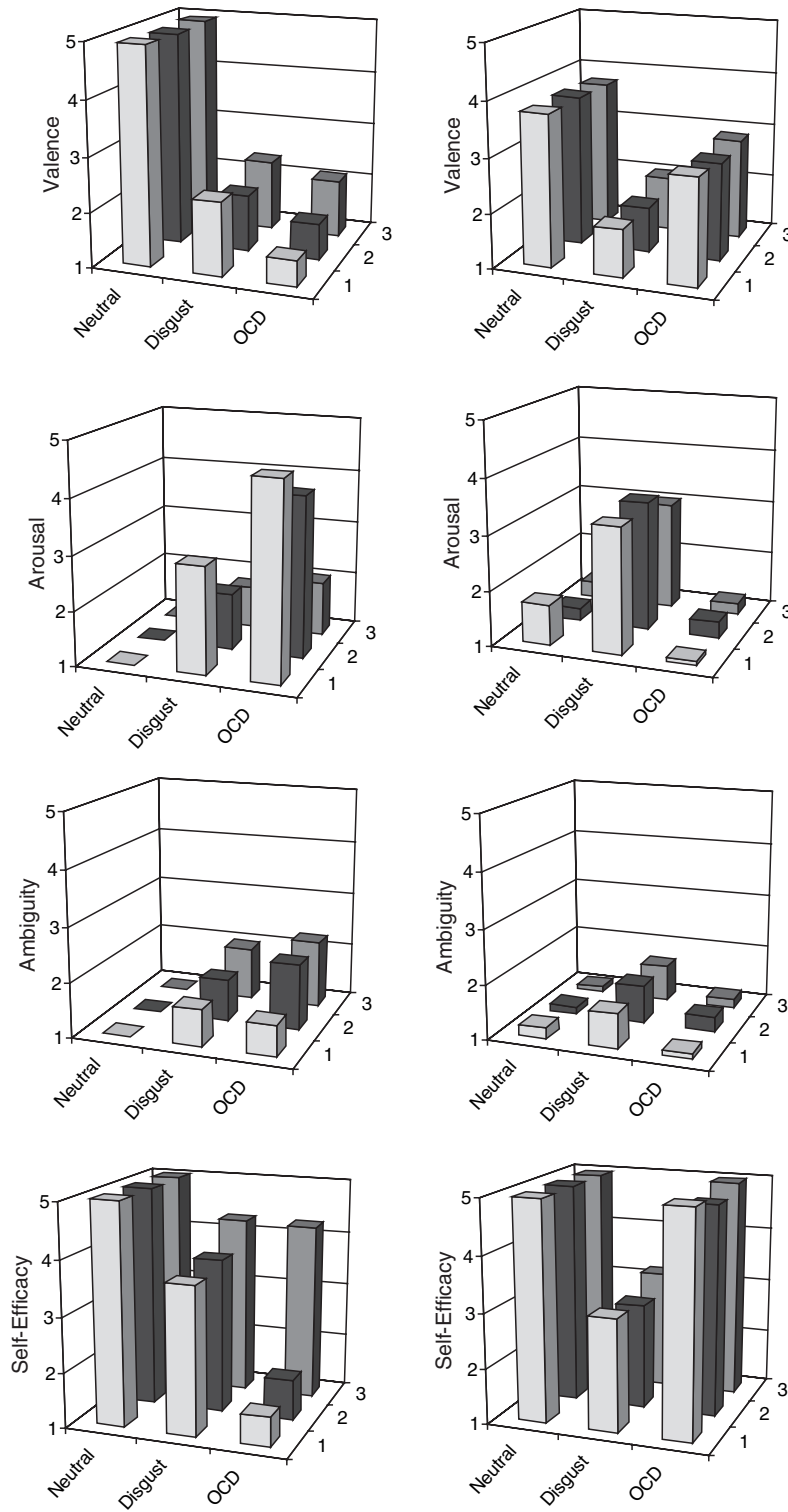 5
4
3
2
1
Valence
Neutral
Disgust
OCD
1
2
3
5
4
3
2
1
Valence
Neutral
Disgust
OCD
1
2
3
5
4
3
2
1
Arousal
Neutral
Disgust
OCD
1
2
3
5
4
3
2
1
Arousal
Neutral
Disgust
OCD
1
2
3
5
4
3
2
1
Ambiguity
Neutral
Disgust
OCD
1
2
3
5
4
3
2
1
Ambiguity
Neutral
Disgust
OCD
1
2
3
5
4
3
2
1
Self-Efficacy
Neutral
Disgust
OCD
1
2
3
5
4
3
2
1
Self-Efficacy
Neutral
Disgust
OCD
1
2
3